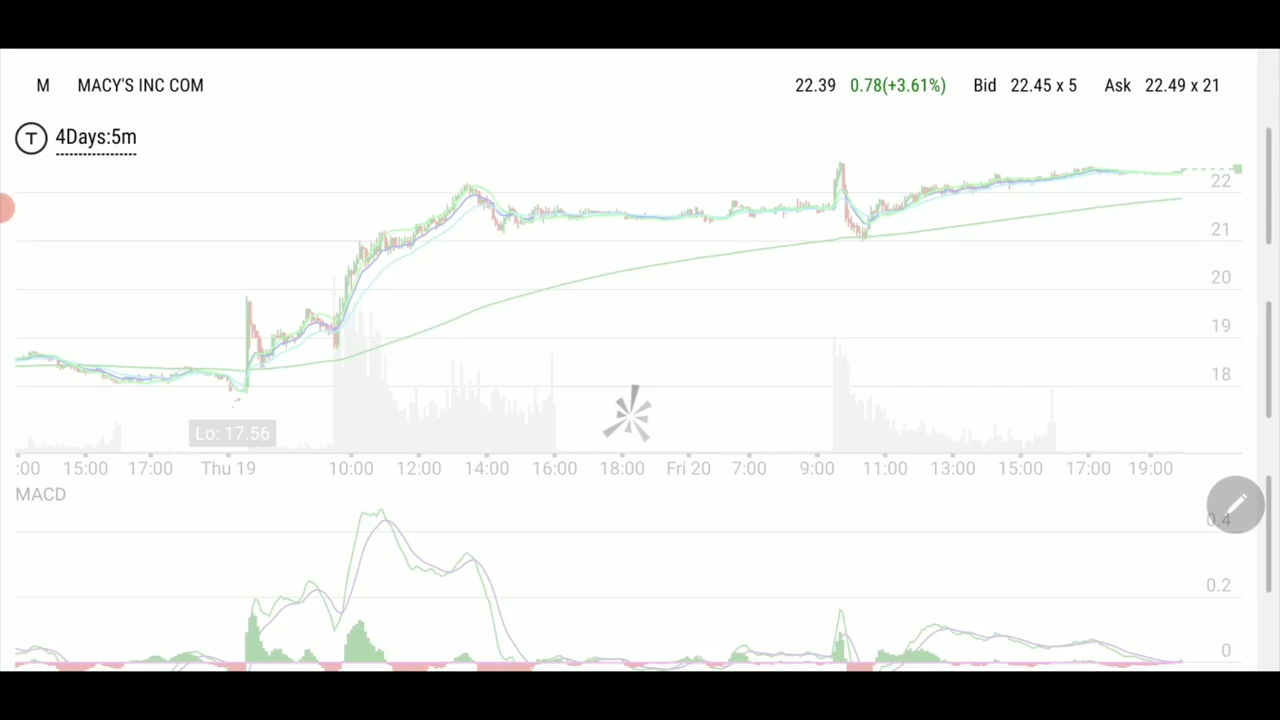 M MACY'S INC COM 22.39 0.78(+3.61%) Bid 22.45 x 5 Ask 22.49 x 21
T 4Days:5m
22
21
20
19
18
Lo: 17.56
:00 15:00 17:00 Thu 19 10:00 12:00 14:00 16:00 18:00 Fri 20 7:00 9:00 11:00 13:00 15:00 17:00 19:00
MACD
0.4
0.2
0